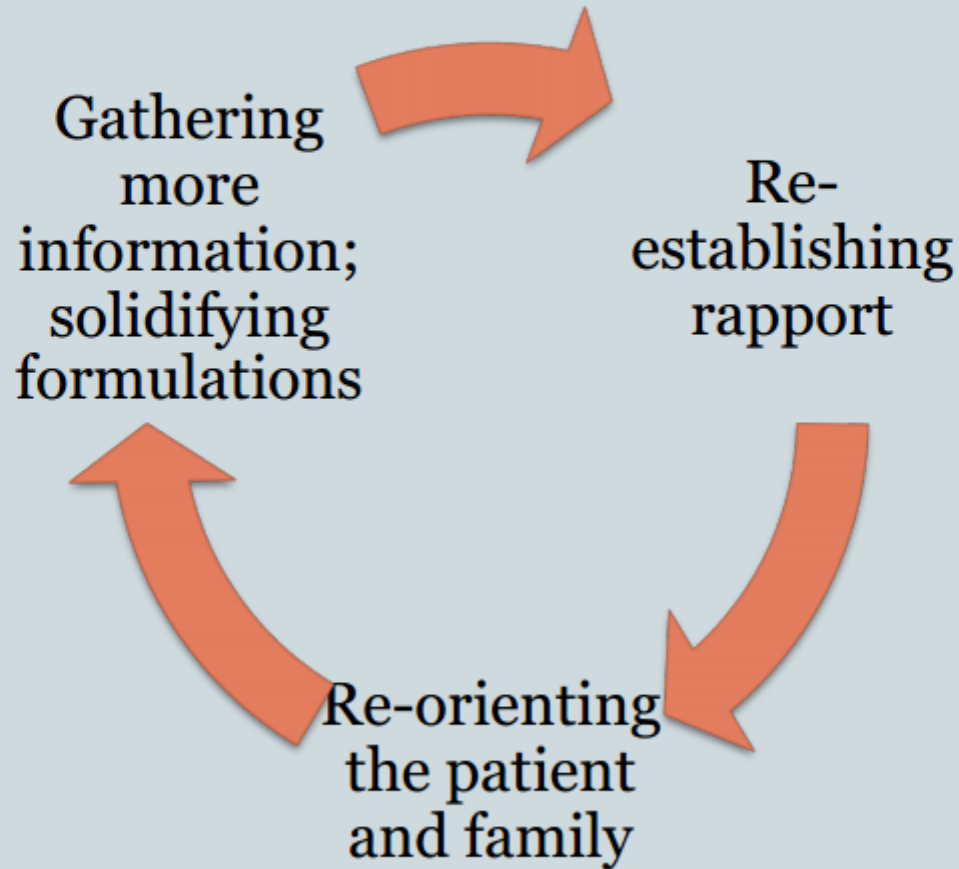 Gathering
more
information;
solidifying
formulations
Re-
establishing
rapport
Re-orienting
the patient
and family